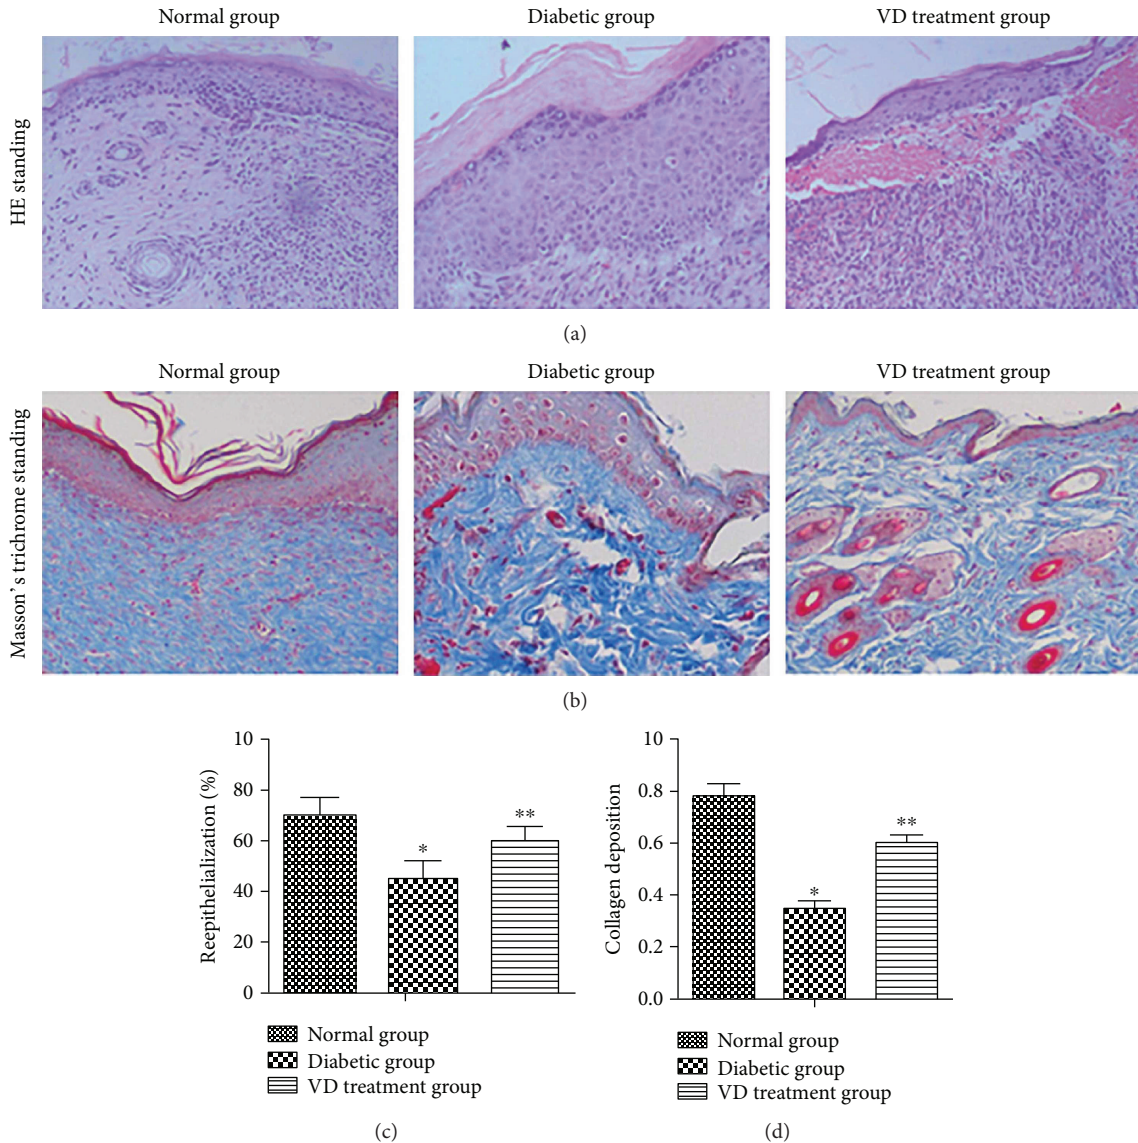 Normal group
Diabetic group
VD treatment group
HE standing
(a)
Normal group
Diabetic group
VD treatment group
Masson's trichrome standing
(b)
10
80
60
40
20
0
Reepithelialization (%)
*
**
Normal group
Diabetic group
VD treatment group
(c)
10
0.8
0.6
0.4
0.2
0.0
Collagen deposition
*
**
Normal group
Diabetic group
VD treatment group
(d)